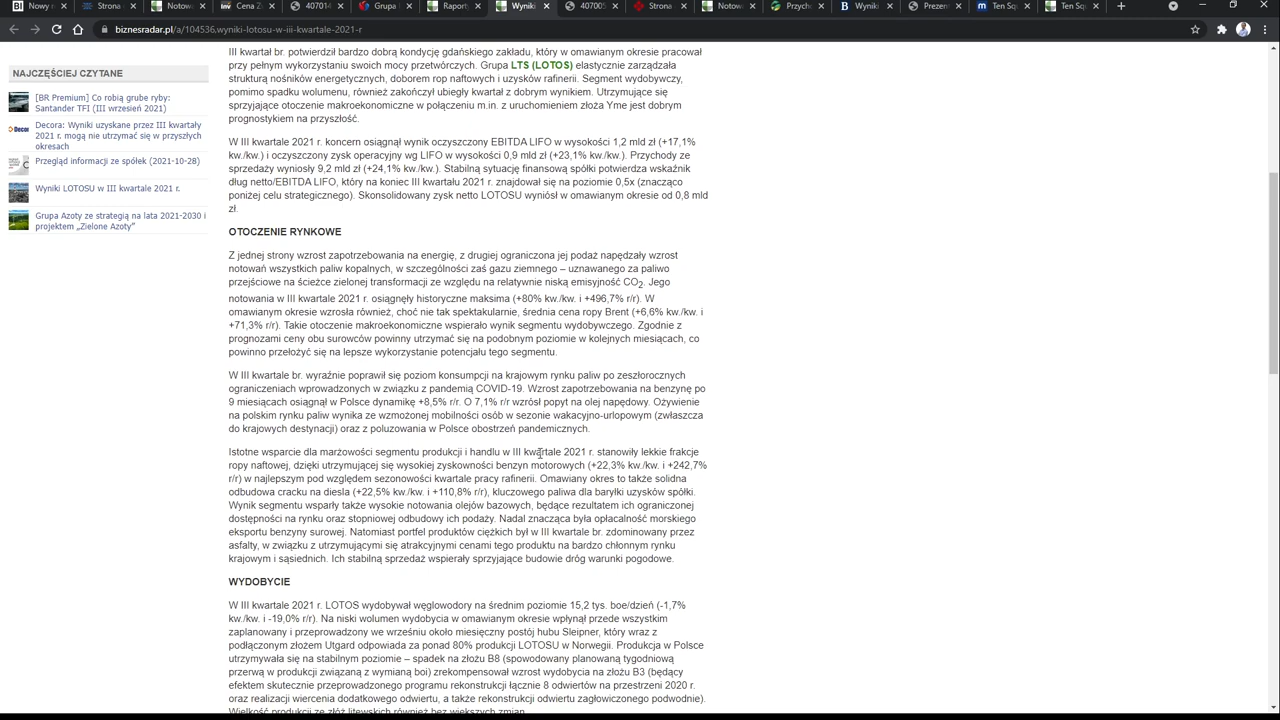 Nowy r
Strona
Notowa
Cena Z
407014
Grupa
Raport
Wyniki
407005
Strona
Notow
Przych
Wyniki
Prezen
Ten Sq
Ten Squ
biznesradar.pl/a/104536,wyniki-lotosu-w-iii-kwartale-2021-r
NAJCZĘŚCIEJ CZYTANE
[BR Premium] Co robią grube ryby:
Santander TFI (III wrzesień 2021)
Decora: Wyniki uzyskane przez III kwartały
2021 r. mogą nie utrzymać się w przyszłych
okresach
Przegląd informacji ze spółek (2021-10-28)
Wyniki LOTOSU w III kwartale 2021 r.
Grupa Azoty ze strategią na lata 2021-2030 i
projektem „Zielone Azoty”
III kwartał br. potwierdził bardzo dobrą kondycję gdańskiego zakładu, który w omawianym okresie pracował
przy pełnym wykorzystaniu swoich mocy przetwórczych. Grupa LTS (LOTOS) elastycznie zarządzała
strukturą nośników energetycznych, doborem rop naftowych i uzysków rafinerii. Segment wydobywczy,
pomimo spadku wolumenu, również zakończył ubiegły kwartał z dobrym wynikiem. Utrzymujące się
sprzyjające otoczenie makroekonomiczne w połączeniu m.in. z uruchomieniem złoża Yme jest dobrym
prognostykiem na przyszłość.
W III kwartale 2021 r. koncern osiągnął wynik oczyszczony EBITDA LIFO w wysokości 1,2 mld zł (+17,1%
kw./kw.) i oczyszczony zysk operacyjny wg LIFO w wysokości 0,9 mld zł (+23,1% kw./kw.). Przychody ze
sprzedaży wyniosły 9,2 mld zł (+24,1% kw./kw.). Stabilną sytuację finansową spółki potwierdza wskaźnik
dług netto/EBITDA LIFO, który na koniec III kwartału 2021 r. znajdował się na poziomie 0,5x (znacząco
poniżej celu strategicznego). Skonsolidowany zysk netto LOTOSU wyniósł w omawianym okresie od 0,8 mld
zł.
OTOCZENIE RYNKOWE
Z jednej strony wzrost zapotrzebowania na energię, z drugiej ograniczona jej podaż napędzały wzrost
notowań wszystkich paliw kopalnych, w szczególności zaś gazu ziemnego – uznawanego za paliwo
przejściowe na ścieżce zielonej transformacji ze względu na relatywnie niską emisyjność CO2. Jego
notowania w III kwartale 2021 r. osiągnęły historyczne maksima (+80% kw./kw. i +496,7% r/r). W
omawianym okresie wzrosła również, choć nie tak spektakularnie, średnia cena ropy Brent (+6,6% kw./kw. i
+71,3% r/r). Takie otoczenie makroekonomiczne wspierało wynik segmentu wydobywczego. Zgodnie z
prognozami ceny obu surowców powinny utrzymać się na podobnym poziomie w kolejnych miesiącach, co
powinno przełożyć się na lepsze wykorzystanie potencjału tego segmentu.
W III kwartale br. wyraźnie poprawił się poziom konsumpcji na krajowym rynku paliw po zeszłorocznych
ograniczeniach wprowadzonych w związku z pandemią COVID-19. Wzrost zapotrzebowania na benzynę po
9 miesiącach osiągnął w Polsce dynamikę +8,5% r/r. O 7,1% r/r wzrósł popyt na olej napędowy. Ożywienie
na polskim rynku paliw wynika ze wzmożonej mobilności osób w sezonie wakacyjno-urlopowym (zwłaszcza
do krajowych destynacji) oraz z poluzowania w Polsce obostrzeń pandemicznych.
Istotne wsparcie dla marżowości segmentu produkcji i handlu w III kwartale 2021 r. stanowiły lekkie frakcje
ropy naftowej, dzięki utrzymującej się wysokiej zyskowności benzyn motorowych (+22,3% kw./kw. i +242,7%
r/r) w najlepszym pod względem sezonowości kwartale pracy rafinerii. Omawiany okres to także solidna
odbudowa cracku na diesla (+22,5% kw./kw. i +110,8% r/r), kluczowego paliwa dla baryłki uzysków spółki.
Wynik segmentu wsparły także wysokie notowania olejów bazowych, będące rezultatem ich ograniczonej
dostępności na rynku oraz stopniowej odbudowy ich podaży. Nadal znacząca była opłacalność morskiego
eksportu benzyny surowej. Natomiast portfel produktów ciężkich był w III kwartale br. zdominowany przez
asfalty, w związku z utrzymującymi się atrakcyjnymi cenami tego produktu na bardzo chłonnym rynku
krajowym i sąsiednich. Ich stabilną sprzedaż wspierały sprzyjające budowie dróg warunki pogodowe.
WYDOBYCIE
W III kwartale 2021 r. LOTOS wydobywał węglowodory na średnim poziomie 15,2 tys. boe/dzień (-1,7%
kw./kw. i -19,0% r/r). Na niski wolumen wydobycia w omawianym okresie wpłynął przede wszystkim
zaplanowany i przeprowadzony we wrześniu około miesięczny postój hubu Sleipner, który wraz z
podłączonym złożem Utgard odpowiada za ponad 80% produkcji LOTOSU w Norwegii. Produkcja w Polsce
utrzymywała się na stabilnym poziomie – spadek na złożu B8 (spowodowany planowaną tygodniową
przerwą w produkcji związaną z wymianą boi) zrekompensował wzrost wydobycia na złożu B3 (będący
efektem skutecznie przeprowadzonego programu rekonstrukcji łącznie 8 odwiertów na przestrzeni 2020 r.
oraz realizacji wiercenia dodatkowego odwiertu, a także rekonstrukcji odwiertu zagłowiczonego podwodnie).
Wielkość produkcji ze złóż litewskich również bez większych zmian.